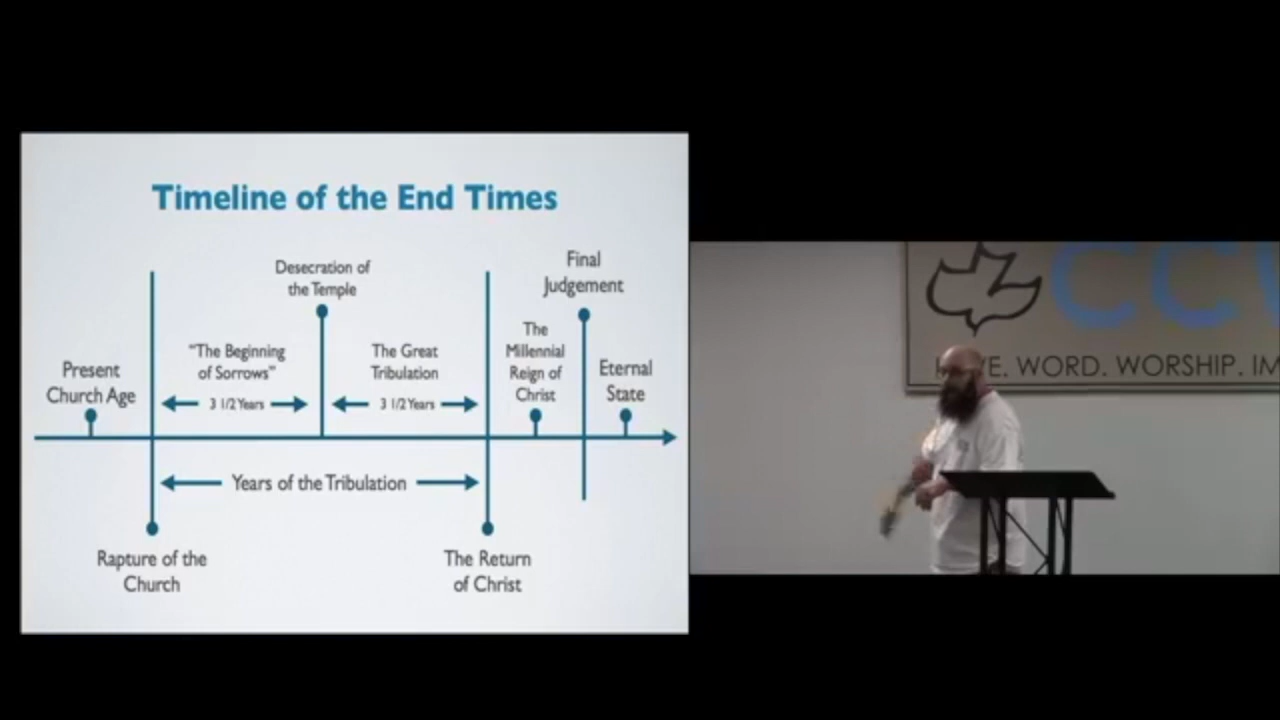 Timeline of the End Times
Desecration of
the Temple
Final
Judgement
"The Beginning
of Sorrows"
The Great
Tribulation
The
Millennial
Reign of
Christ
Present
Church Age
Eternal
State
3 1/2 Years
3 1/2 Years
Years of the Tribulation
Rapture of the
Church
The Return
of Christ
WORD. WORSHIP.